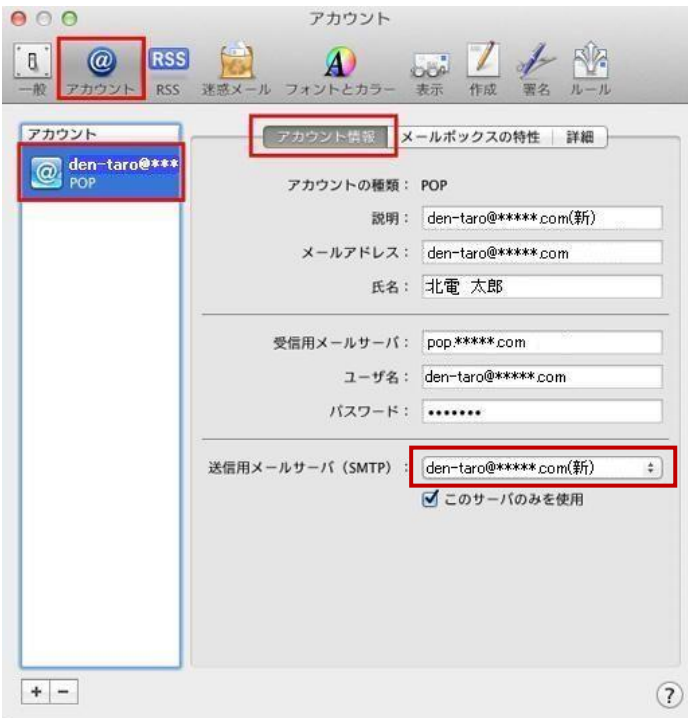 アカウント
一般 アカウント RSS 迷惑メール フォントとカラー 表示 作成 署名 ルール
RSS
アカウント
den-taro@***
POP
アカウント情報 メールボックスの特性 詳細
アカウントの種類： POP
説明： den-taro@*****.com(新)
メールアドレス： den-taro@*****.com
氏名： 北電 太郎
受信用メールサーバ： pop.*****.com
ユーザ名： den-taro@*****.com
パスワード： •••••••
送信用メールサーバ（SMTP）： den-taro@*****.com(新)
このサーバのみを使用
+ −
?